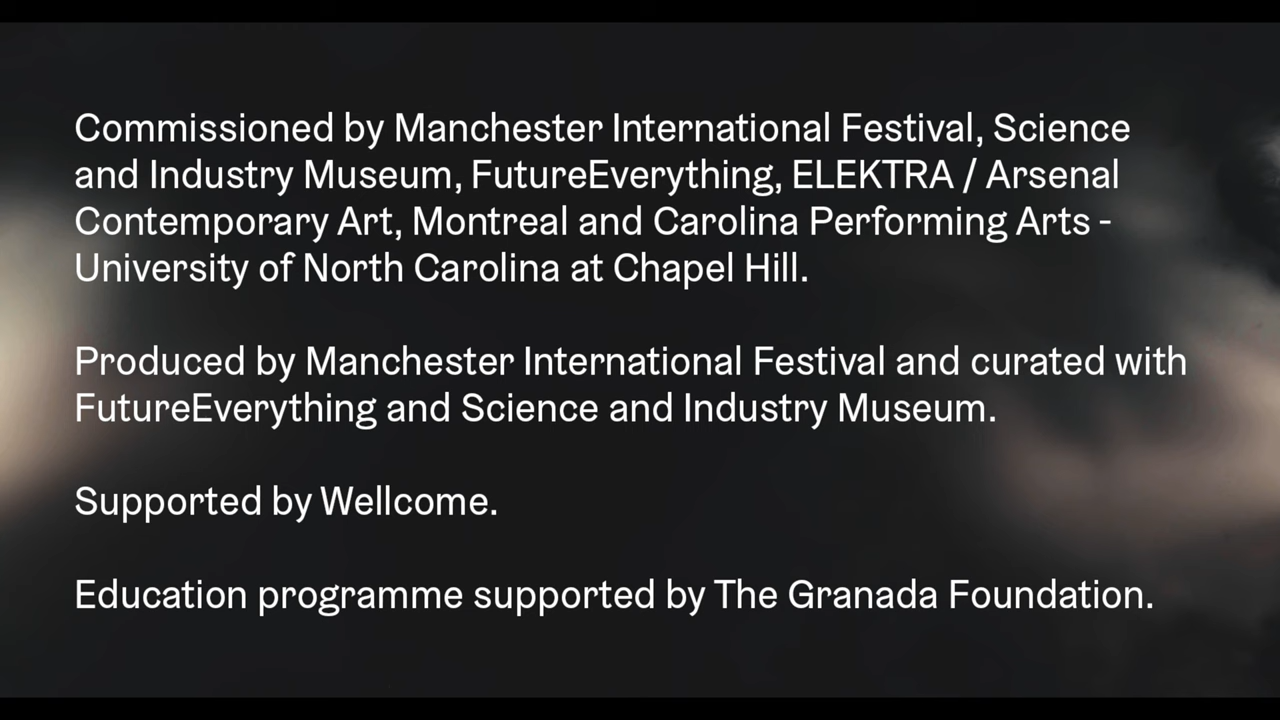 Commissioned by Manchester International Festival, Science
and Industry Museum, FutureEverything, ELEKTRA / Arsenal
Contemporary Art, Montreal and Carolina Performing Arts -
University of North Carolina at Chapel Hill.
Produced by Manchester International Festival and curated with
FutureEverything and Science and Industry Museum.
Supported by Wellcome.
Education programme supported by The Granada Foundation.